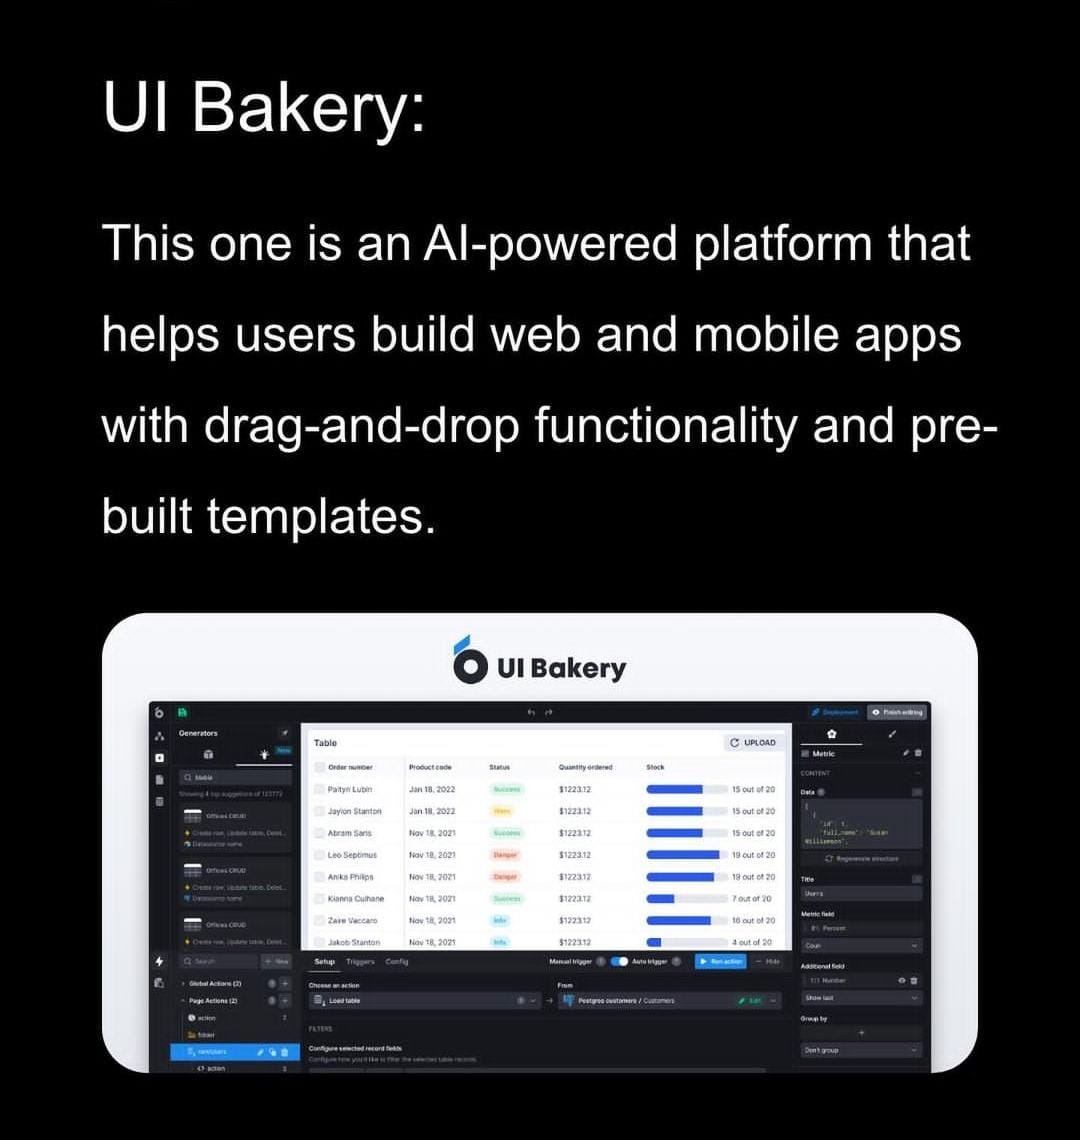 UI Bakery:
This one is an AI-powered platform that
helps users build web and mobile apps
with drag-and-drop functionality and pre-
built templates.
UI Bakery
Deployment Finish editing
Generators
New
Table UPLOAD
Metric
Order number Product code Status Quantity ordered Stock
CONTENT
table
Data
Showing 4 top suggestions of 123772
Paityn Lubin Jan 18, 2022 Success $1223.12 15 out of 20
Offices CRUD
Jaylon Stanton Jan 18, 2022 $1223.12 15 out of 20
Create row, Update table, Delet...
Datasource name
Abram Saris Nov 18, 2021 Success $1223.12 15 out of 20
"id": 1,
"full_name": "Susan
Williamson",
Leo Septimus Nov 18, 2021 Danger $1223.12 19 out of 20
Regenerate structure
Offices CRUD
Anika Philips Nov 18, 2021 Danger $1223.12 19 out of 20
Title
Create row, Update table, Delet...
Datasource name
Users
Kianna Culhane Nov 18, 2021 Success $1223.12 7 out of 20
Metric field
Offices CRUD
Zaire Vaccaro Nov 18, 2021 Info $1223.12 16 out of 20
Percent
Create row, Update table, Delet...
Jakob Stanton Nov 18, 2021 Info $1223.12 4 out of 20
Coun
Search + New
Setup Triggers Config Manual trigger Auto trigger Run action Hide
Additional field
Number
Global Actions (2)
Choose an action From
Show last
Page Actions (2)
Load table Postgres customers / Customers Edit
action 2
Group by
FILTERS
folder
Configure selected record fields
Don't group
Configure how you'd like to filter the selected table records
action 2